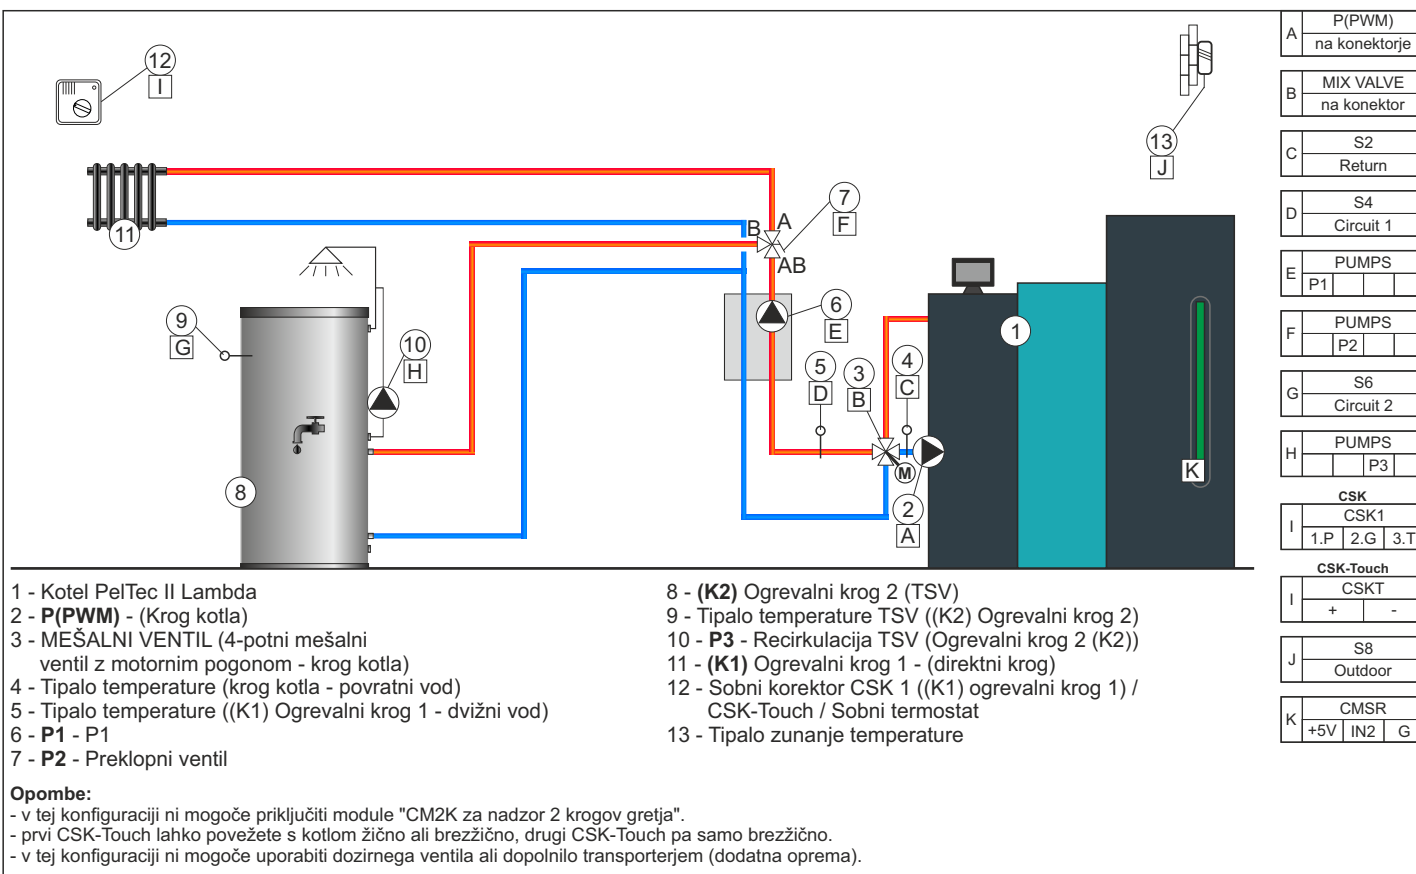 12
I
13
J
11
B
A
AB
7
F
6
E
9
G
10
H
8
5
D
3
B
4
C
M
2
A
1
K
A
P(PWM)
na konektorje
B
MIX VALVE
na konektor
C
S2
Return
D
S4
Circuit 1
E
PUMPS
P1
F
PUMPS
P2
G
S6
Circuit 2
H
PUMPS
P3
CSK
I
CSK1
1.P 2.G 3.T
CSK-Touch
I
CSKT
+ -
J
S8
Outdoor
K
CMSR
+5V IN2 G
1 - Kotel PelTec II Lambda
2 - P(PWM) - (Krog kotla)
3 - MEŠALNI VENTIL (4-potni mešalni
ventil z motornim pogonom - krog kotla)
4 - Tipalo temperature (krog kotla - povratni vod)
5 - Tipalo temperature ((K1) Ogrevalni krog 1 - dvižni vod)
6 - P1 - P1
7 - P2 - Preklopni ventil
8 - (K2) Ogrevalni krog 2 (TSV)
9 - Tipalo temperature TSV ((K2) Ogrevalni krog 2)
10 - P3 - Recirkulacija TSV (Ogrevalni krog 2 (K2))
11 - (K1) Ogrevalni krog 1 - (direktni krog)
12 - Sobni korektor CSK 1 ((K1) ogrevalni krog 1) /
CSK-Touch / Sobni termostat
13 - Tipalo zunanje temperature
Opombe:
- v tej konfiguraciji ni mogoče priključiti module "CM2K za nadzor 2 krogov gretja".
- prvi CSK-Touch lahko povežete s kotlom žično ali brezžično, drugi CSK-Touch pa samo brezžično.
- v tej konfiguraciji ni mogoče uporabiti dozirnega ventila ali dopolnilo transporterjem (dodatna oprema).